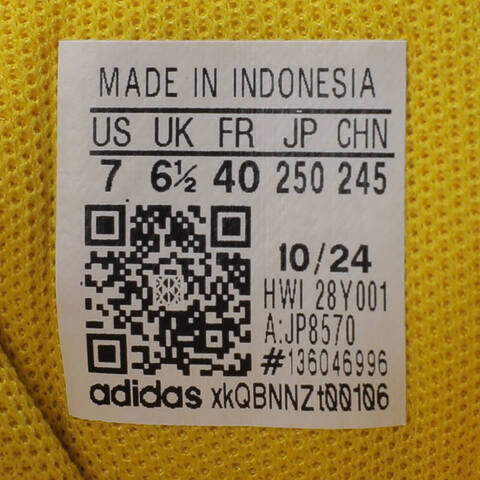 MADE IN INDONESIA
US UK FR JP CHN
7 6½ 40 250 245
10/24
HWI 28Y001
A:JP8570
#136046996
adidas xkQBNNZt00106